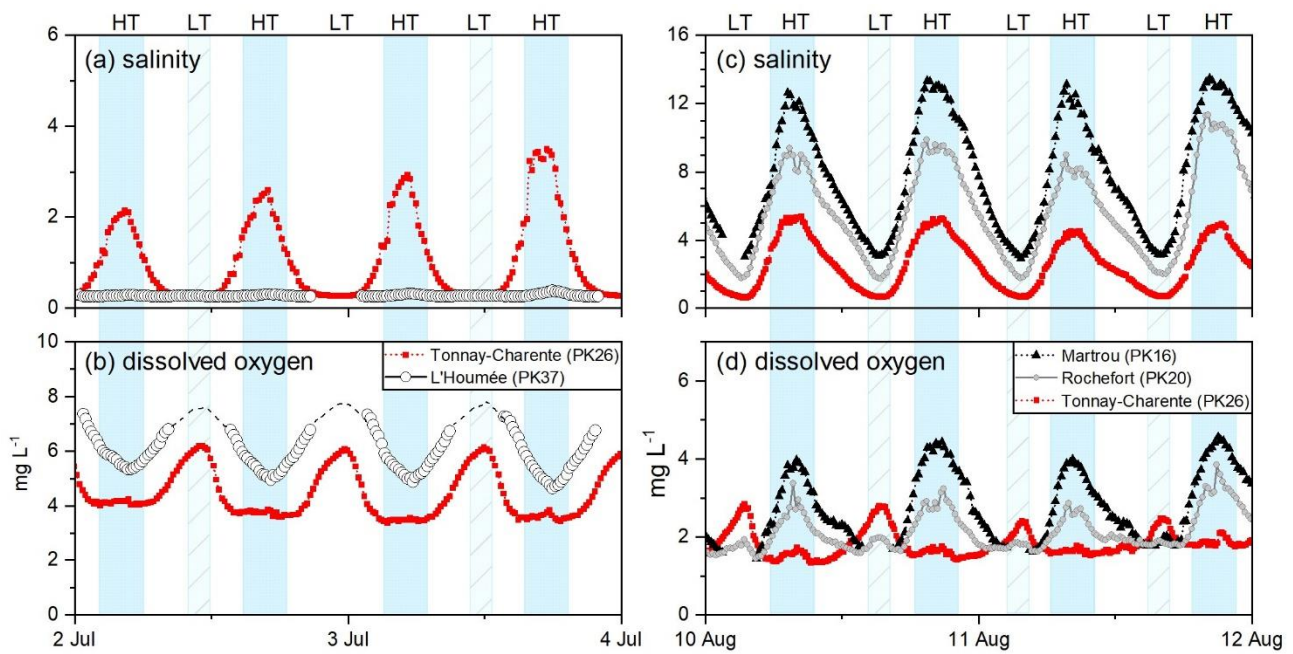 HT LT HT LT HT LT HT
LT HT LT HT LT HT LT HT
6
(a) salinity
4
2
0
16
(c) salinity
12
8
4
0
10
(b) dissolved oxygen
8
6
4
2
0
mg L-1
Tonnay-Charente (PK26)
L'Houmée (PK37)
2 Jul 3 Jul 4 Jul
(d) dissolved oxygen
6
4
2
0
mg L-1
Martrou (PK16)
Rochefort (PK20)
Tonnay-Charente (PK26)
10 Aug 11 Aug 12 Aug